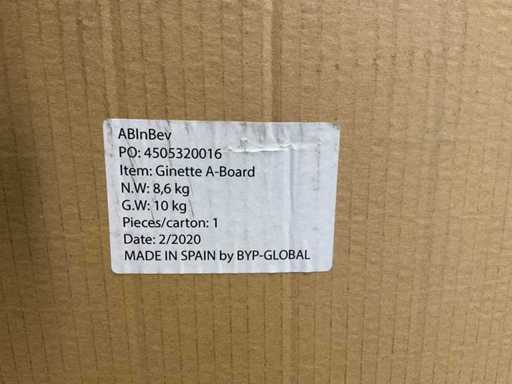 ABInBev
PO: 4505320016
Item: Ginette A-Board
N.W: 8,6 kg
G.W: 10 kg
Pieces/carton: 1
Date: 2/2020
MADE IN SPAIN by BYP-GLOBAL